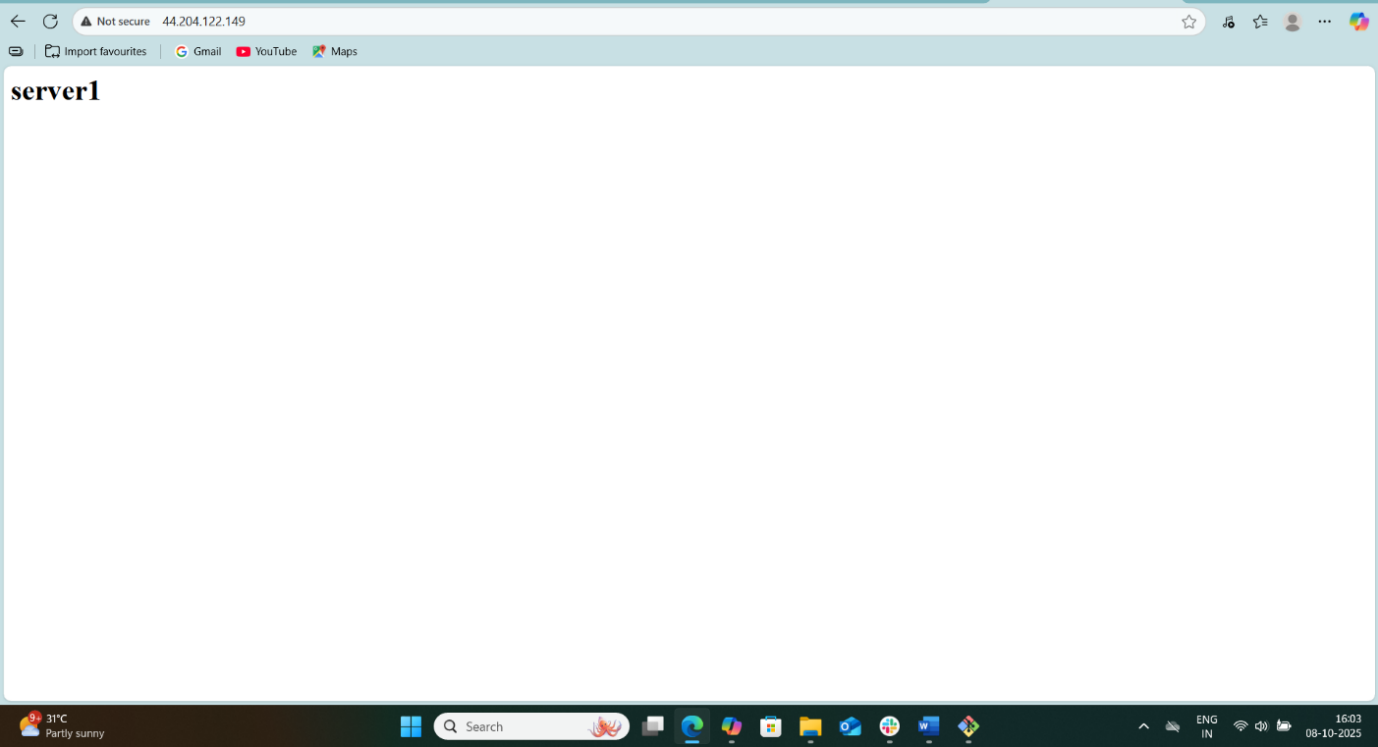 Not secure 44.204.122.149
Import favourites Gmail YouTube Maps
server1
9+ 31°C
Partly sunny
Search
ENG
IN
16:03
08-10-2025